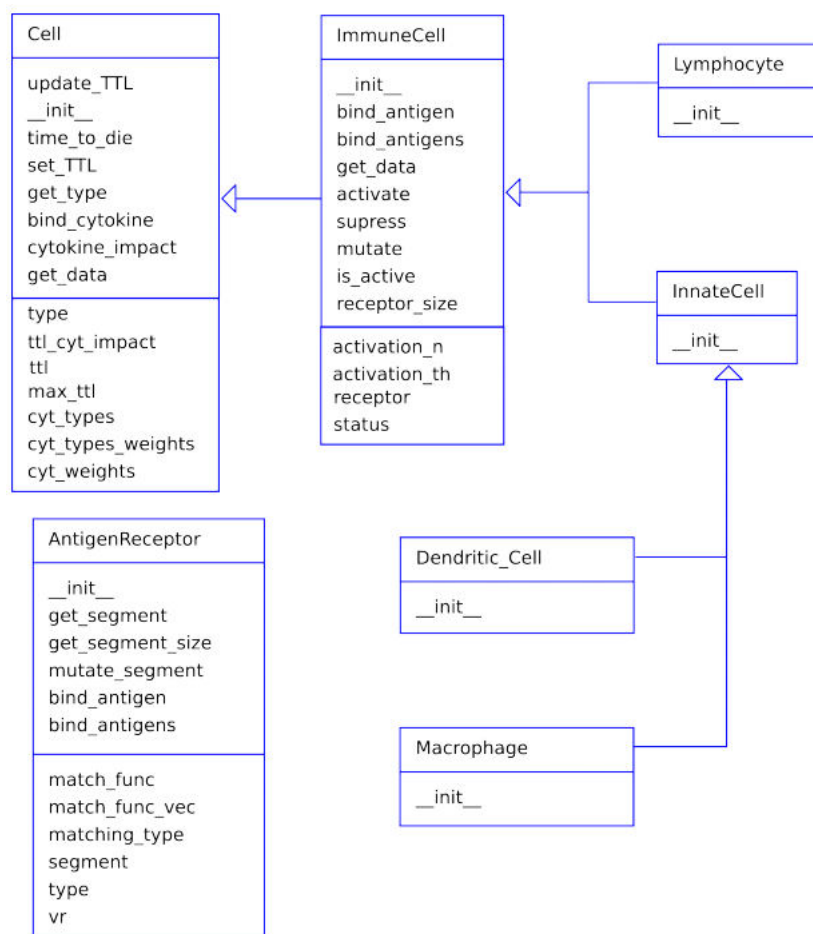 Cell
update_TTL
__init__
time_to_die
set_TTL
get_type
bind_cytokine
cytokine_impact
get_data
type
ttl_cyt_impact
ttl
max_ttl
cyt_types
cyt_types_weights
cyt_weights
ImmuneCell
__init__
bind_antigen
bind_antigens
get_data
activate
supress
mutate
is_active
receptor_size
activation_n
activation_th
receptor
status
Lymphocyte
__init__
InnateCell
__init__
AntigenReceptor
__init__
get_segment
get_segment_size
mutate_segment
bind_antigen
bind_antigens
match_func
match_func_vec
matching_type
segment
type
vr
Dendritic_Cell
__init__
Macrophage
__init__